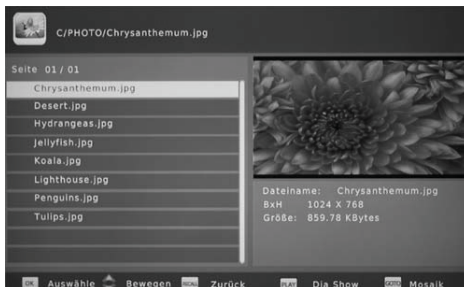 C/PHOTO/Chrysanthemum.jpg
Seite 01/01
Chrysanthemum.jpg
Desert.jpg
Hydrangeas.jpg
Jellyfish.jpg
Koala.jpg
Lighthouse.jpg
Penguins.jpg
Tulips.jpg
Dateiname: Chrysanthemum.jpg
BxH 1024 X 768
Größe: 859.78 KBytes
OK Auswähle Bewegen RECALL Zurück PLAY Dia Show GOTO Mosaik